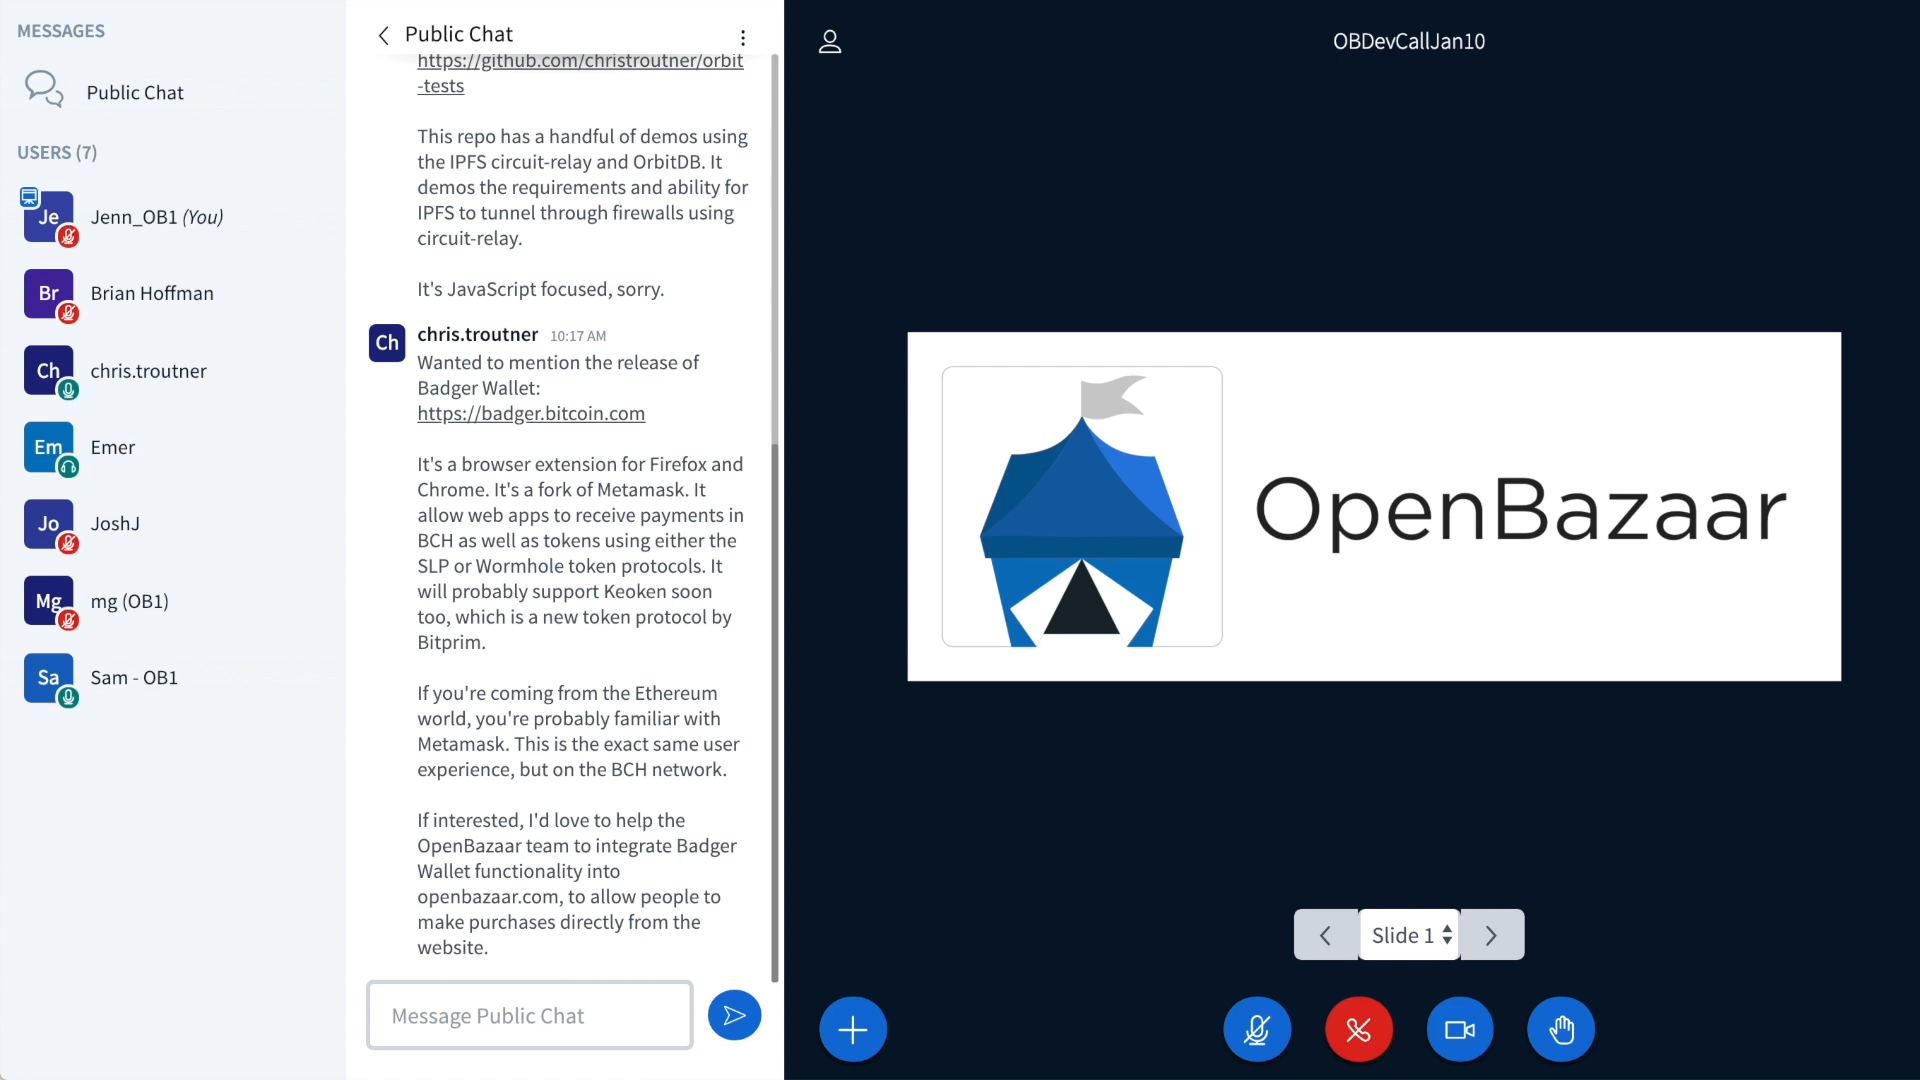 MESSAGES
Public Chat
USERS (7)
Je
Jenn_OB1 (You)
Br
Brian Hoffman
Ch
chris.troutner
Em
Emer
Jo
JoshJ
Mg
mg (OB1)
Sa
Sam - OB1
Public Chat
https://github.com/christroutner/orbit
-tests
This repo has a handful of demos using
the IPFS circuit-relay and OrbitDB. It
demos the requirements and ability for
IPFS to tunnel through firewalls using
circuit-relay.
It's JavaScript focused, sorry.
Ch
chris.troutner 10:17 AM
Wanted to mention the release of
Badger Wallet:
https://badger.bitcoin.com
It's a browser extension for Firefox and
Chrome. It's a fork of Metamask. It
allow web apps to receive payments in
BCH as well as tokens using either the
SLP or Wormhole token protocols. It
will probably support Keoken soon
too, which is a new token protocol by
Bitprim.
If you're coming from the Ethereum
world, you're probably familiar with
Metamask. This is the exact same user
experience, but on the BCH network.
If interested, I'd love to help the
OpenBazaar team to integrate Badger
Wallet functionality into
openbazaar.com, to allow people to
make purchases directly from the
website.
Message Public Chat
OBDevCallJan10
OpenBazaar
Slide 1